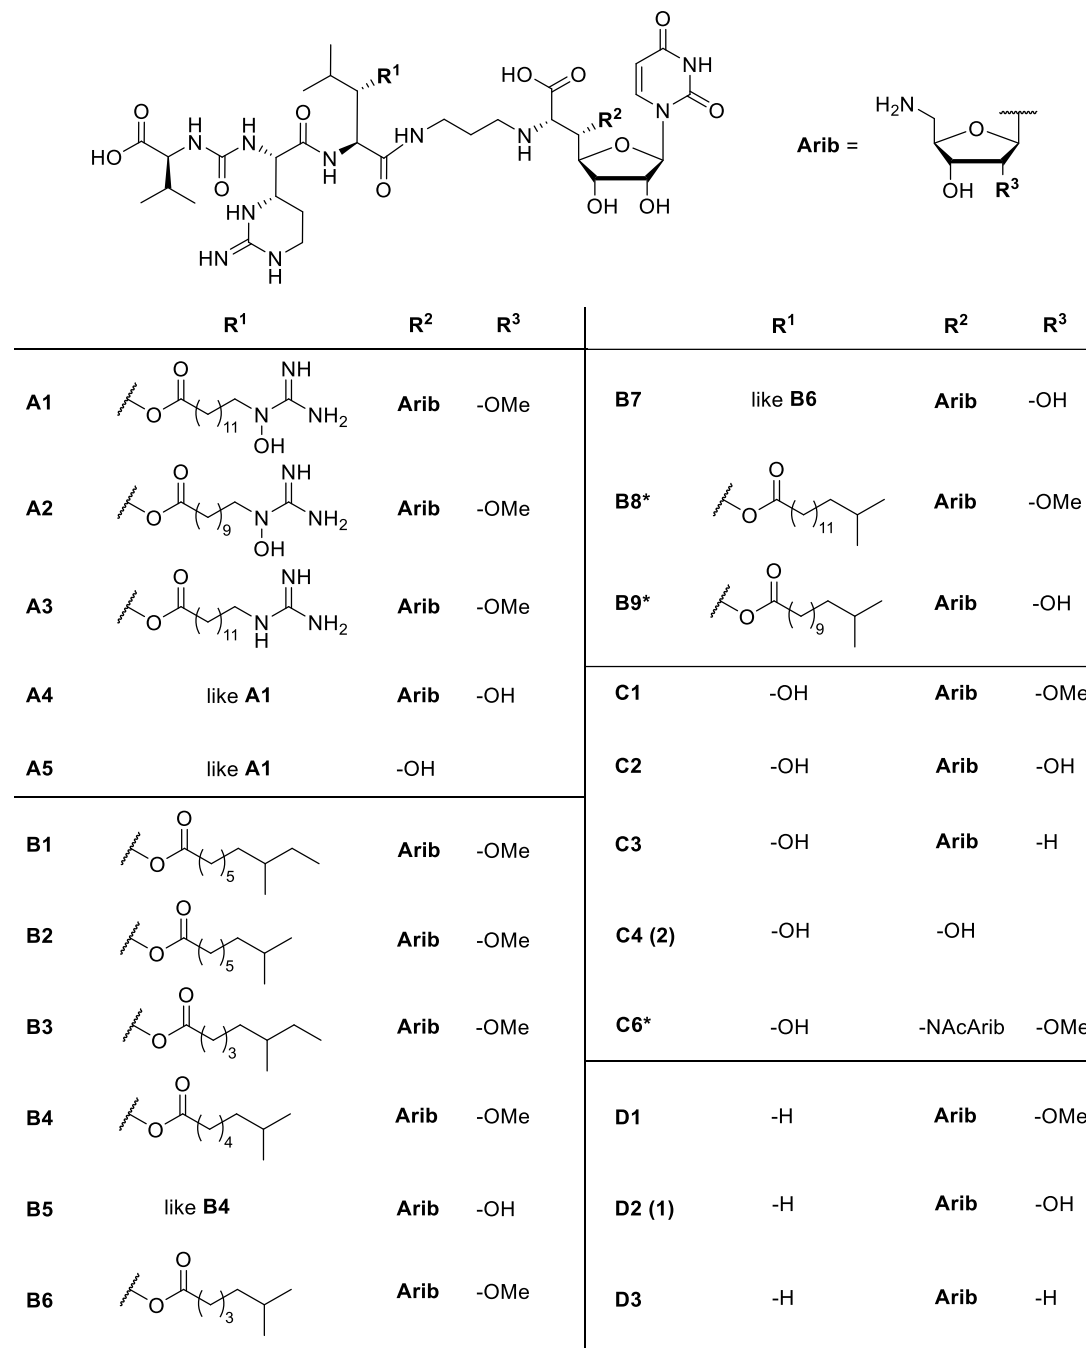 O
HO O NH
R¹ R² N O
O H H O H N O H2N
HO N N N N O Arib = O
O N O OH R³
H H
HN OH OH
HN N
H
R¹ R² R³
A1 O O 11 N OH NH NH2 Arib -OMe
A2 O O 9 N OH NH NH2 Arib -OMe
A3 O O 11 N H NH NH2 Arib -OMe
A4 like A1 Arib -OH
A5 like A1 -OH
B1 O O 5 Arib -OMe
B2 O O 5 Arib -OMe
B3 O O 3 Arib -OMe
B4 O O 4 Arib -OMe
B5 like B4 Arib -OH
B6 O O 3 Arib -OMe
R¹ R² R³
B7 like B6 Arib -OH
B8* O O 11 Arib -OMe
B9* O O 9 Arib -OH
C1 -OH Arib -OMe
C2 -OH Arib -OH
C3 -OH Arib -H
C4 (2) -OH -OH
C6* -OH -NAcArib -OMe
D1 -H Arib -OMe
D2 (1) -H Arib -OH
D3 -H Arib -H